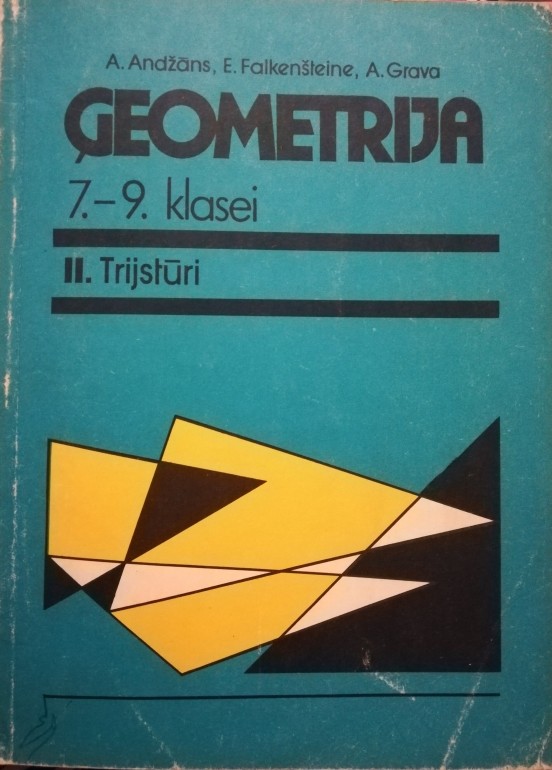 A. Andžāns, E. Falkenšteine, A. Grava
ĢEOMETRIJA
7.–9. klasei
II. Trijstūri